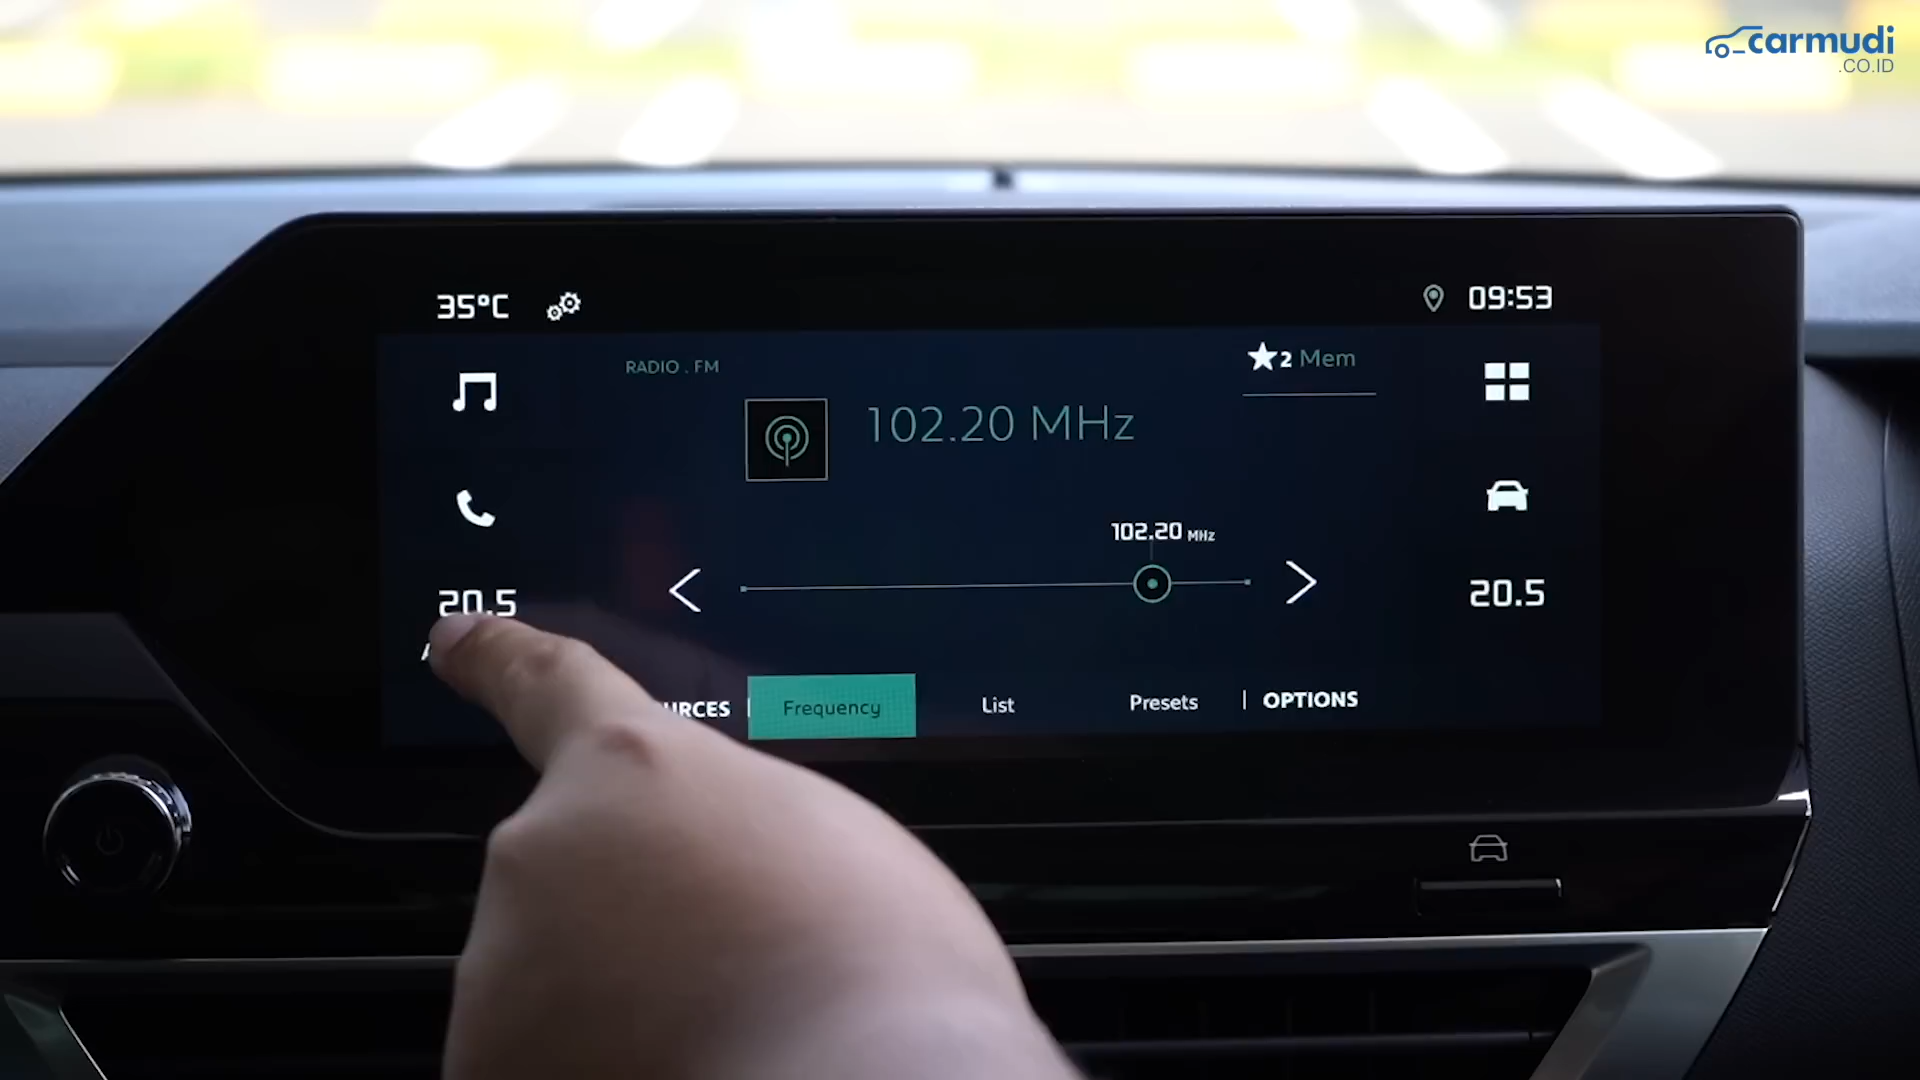 carmudi
.CO.ID
35°C
09:53
RADIO . FM
2 Mem
102.20 MHz
102.20 MHz
20.5
20.5
Frequency
List
Presets
OPTIONS